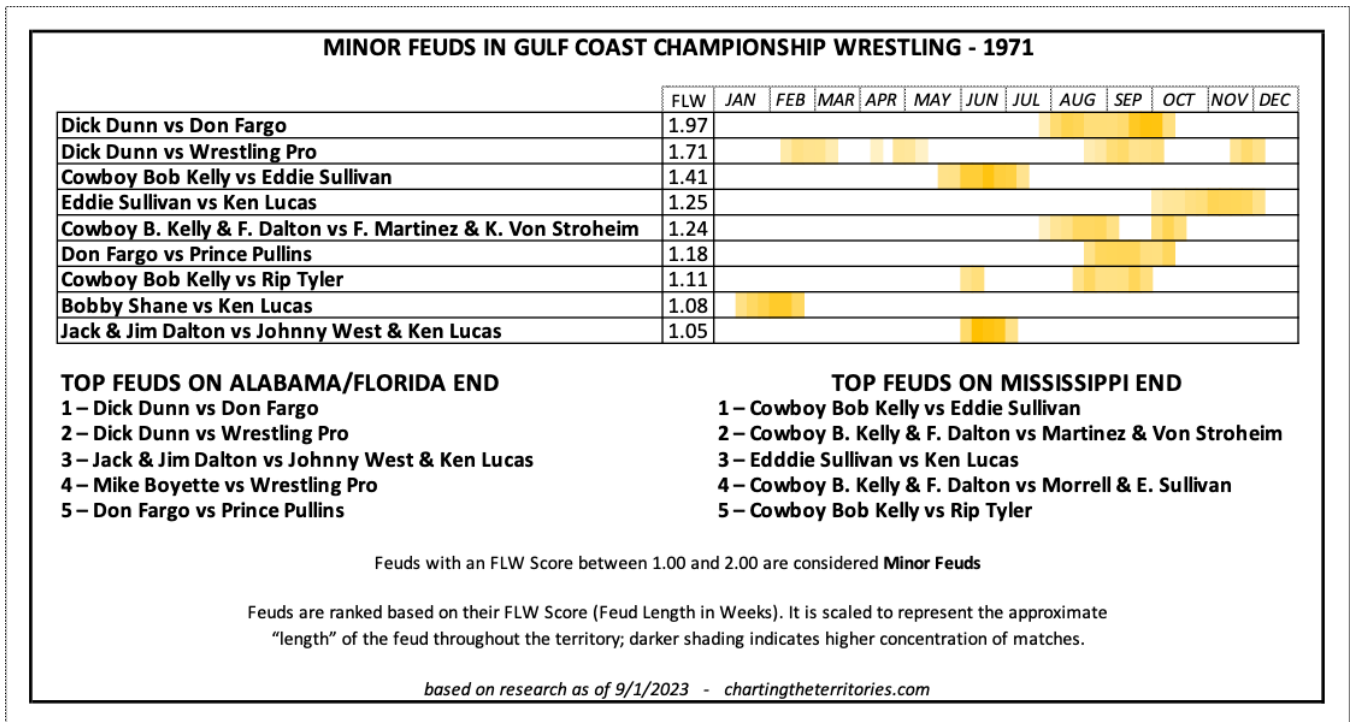 MINOR FEUDS IN GULF COAST CHAMPIONSHIP WRESTLING - 1971
FLW JAN FEB MAR APR MAY JUN JUL AUG SEP OCT NOV DEC
Dick Dunn vs Don Fargo 1.97
Dick Dunn vs Wrestling Pro 1.71
Cowboy Bob Kelly vs Eddie Sullivan 1.41
Eddie Sullivan vs Ken Lucas 1.25
Cowboy B. Kelly & F. Dalton vs F. Martinez & K. Von Stroheim 1.24
Don Fargo vs Prince Pullins 1.18
Cowboy Bob Kelly vs Rip Tyler 1.11
Bobby Shane vs Ken Lucas 1.08
Jack & Jim Dalton vs Johnny West & Ken Lucas 1.05
TOP FEUDS ON ALABAMA/FLORIDA END
1 – Dick Dunn vs Don Fargo
2 – Dick Dunn vs Wrestling Pro
3 – Jack & Jim Dalton vs Johnny West & Ken Lucas
4 – Mike Boyette vs Wrestling Pro
5 – Don Fargo vs Prince Pullins
TOP FEUDS ON MISSISSIPPI END
1 – Cowboy Bob Kelly vs Eddie Sullivan
2 – Cowboy B. Kelly & F. Dalton vs Martinez & Von Stroheim
3 – Edddie Sullivan vs Ken Lucas
4 – Cowboy B. Kelly & F. Dalton vs Morrell & E. Sullivan
5 – Cowboy Bob Kelly vs Rip Tyler
Feuds with an FLW Score between 1.00 and 2.00 are considered Minor Feuds
Feuds are ranked based on their FLW Score (Feud Length in Weeks). It is scaled to represent the approximate
“length” of the feud throughout the territory; darker shading indicates higher concentration of matches.
based on research as of 9/1/2023 - chartingtheterritories.com